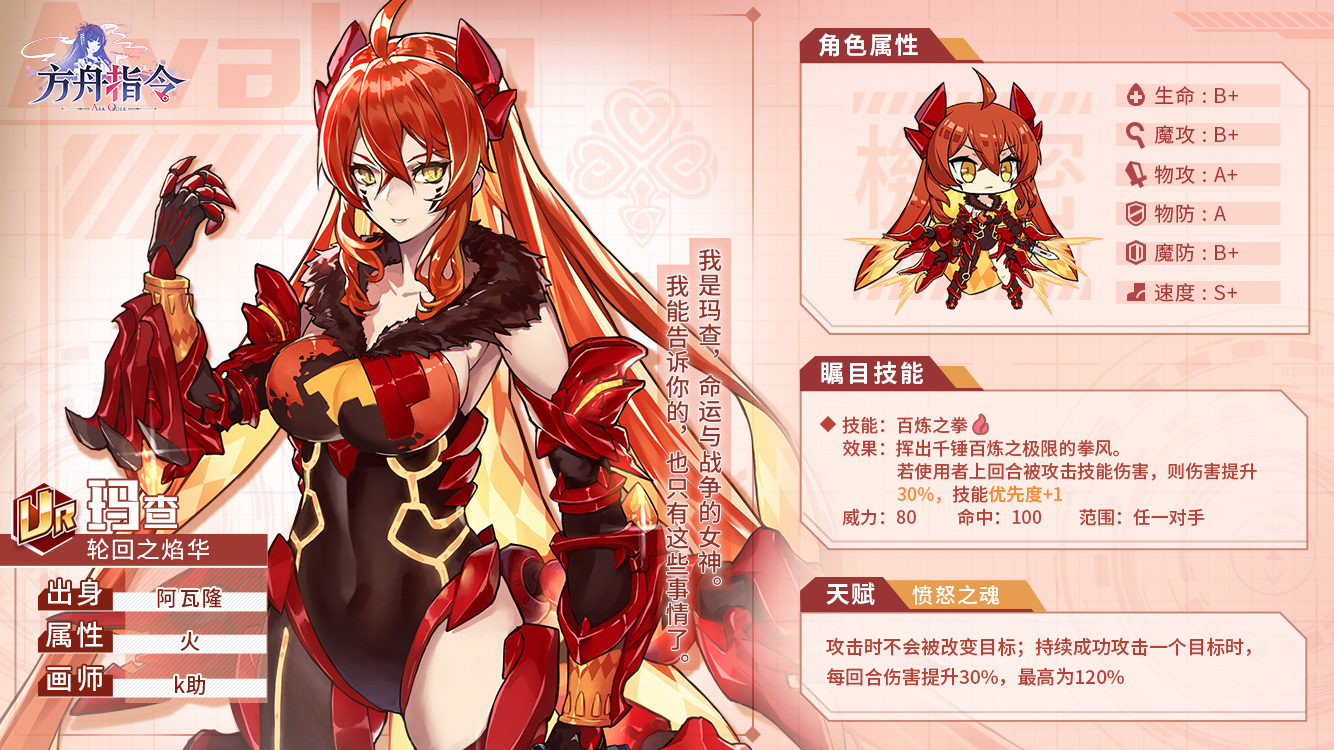 方舟指令
ARK ORDER
Avalon
UR
玛查
轮回之焰华
出身
阿瓦隆
属性
火
画师
k助
我是玛查，命运与战争的女神。
我能告诉你的，也只有这些事情了。
角色属性
機密
生命：B+
魔攻：B+
物攻：A+
物防：A
魔防：B+
速度：S+
瞩目技能
技能：百炼之拳
效果：挥出千锤百炼之极限的拳风。
若使用者上回合被攻击技能伤害，则伤害提升
30%，技能优先度+1
威力：80 命中：100 范围：任一对手
天赋 愤怒之魂
攻击时不会被改变目标；持续成功攻击一个目标时，
每回合伤害提升30%，最高为120%